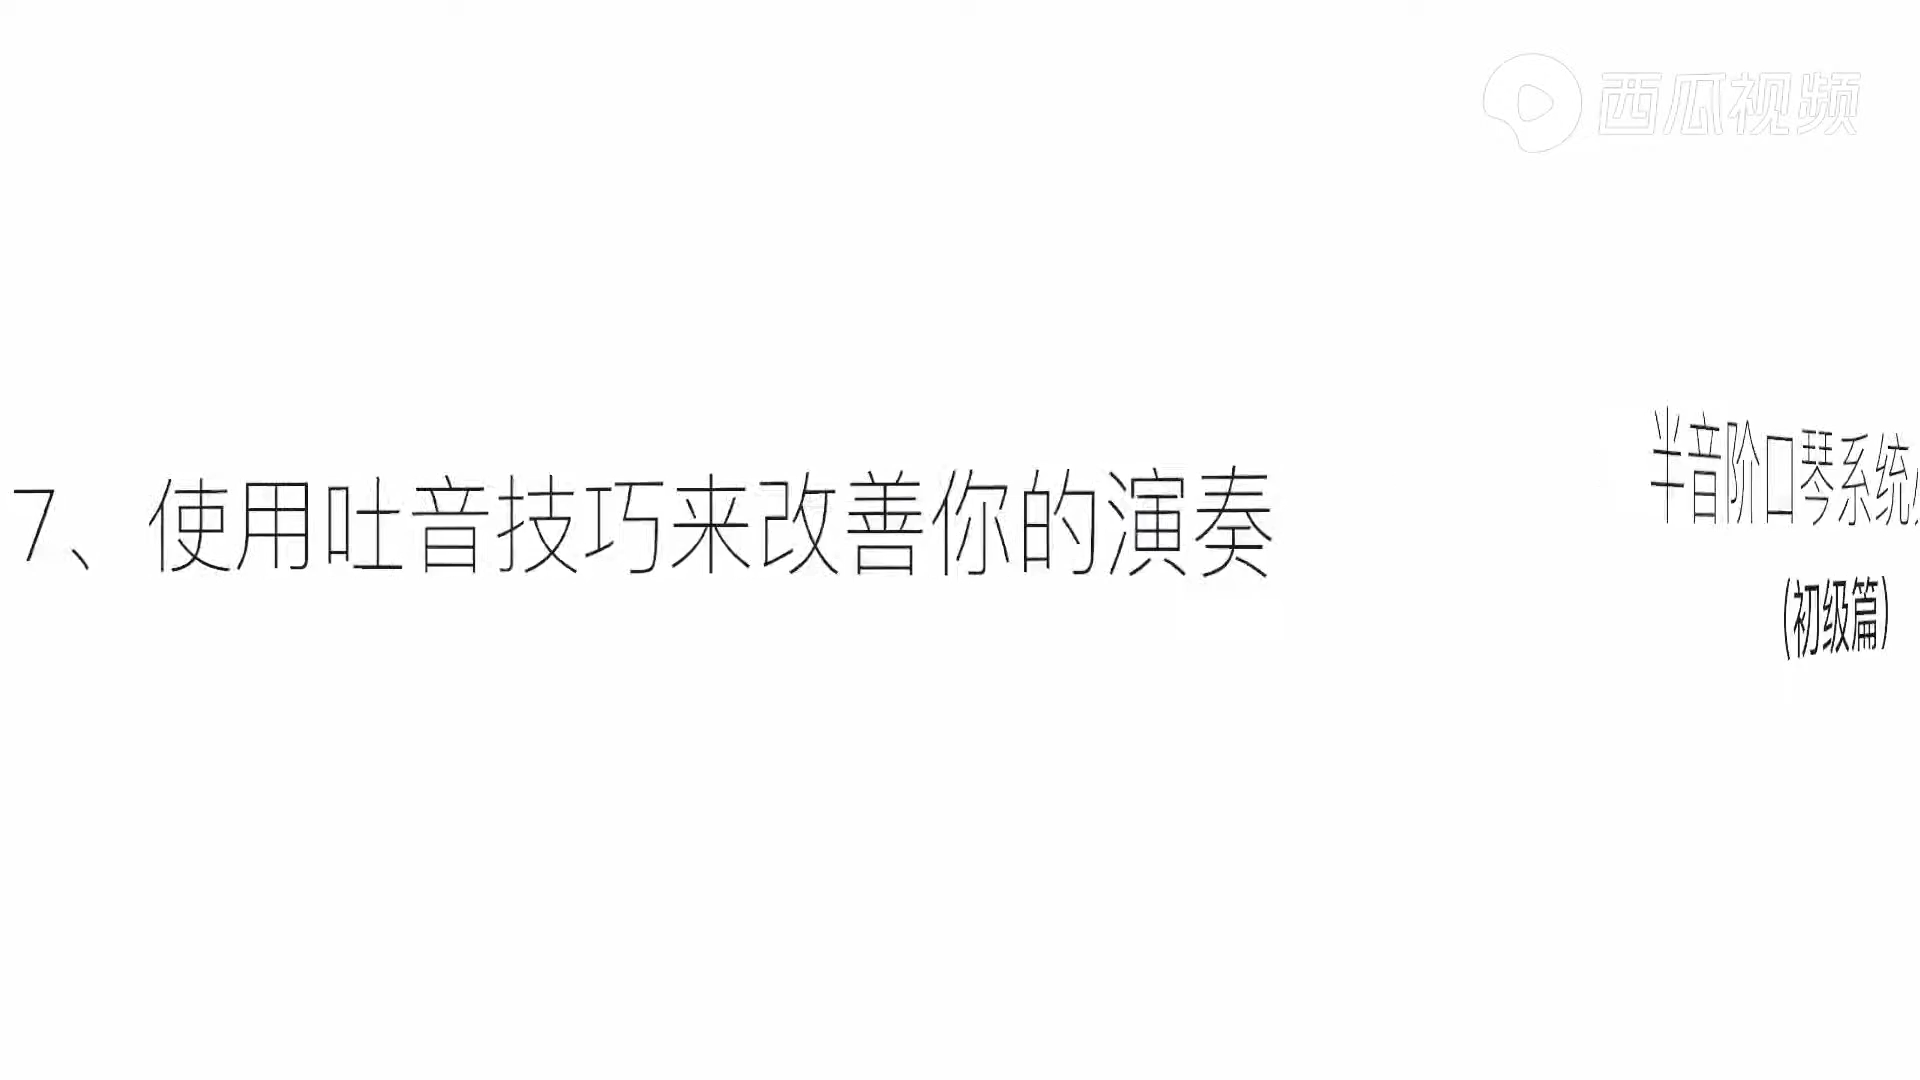 西瓜视频
7、使用吐音技巧来改善你的演奏
半音阶口琴系统
(初级篇)